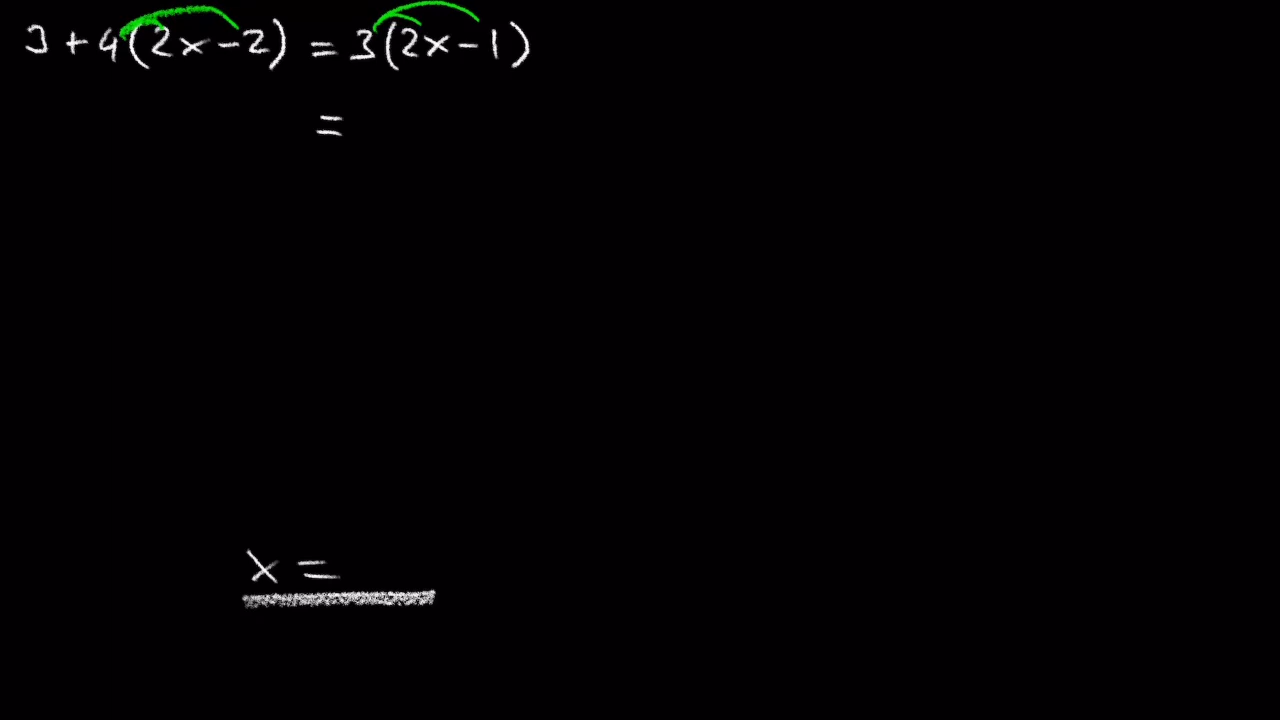 3 + 4(2x - 2) = 3(2x - 1)
=
x =